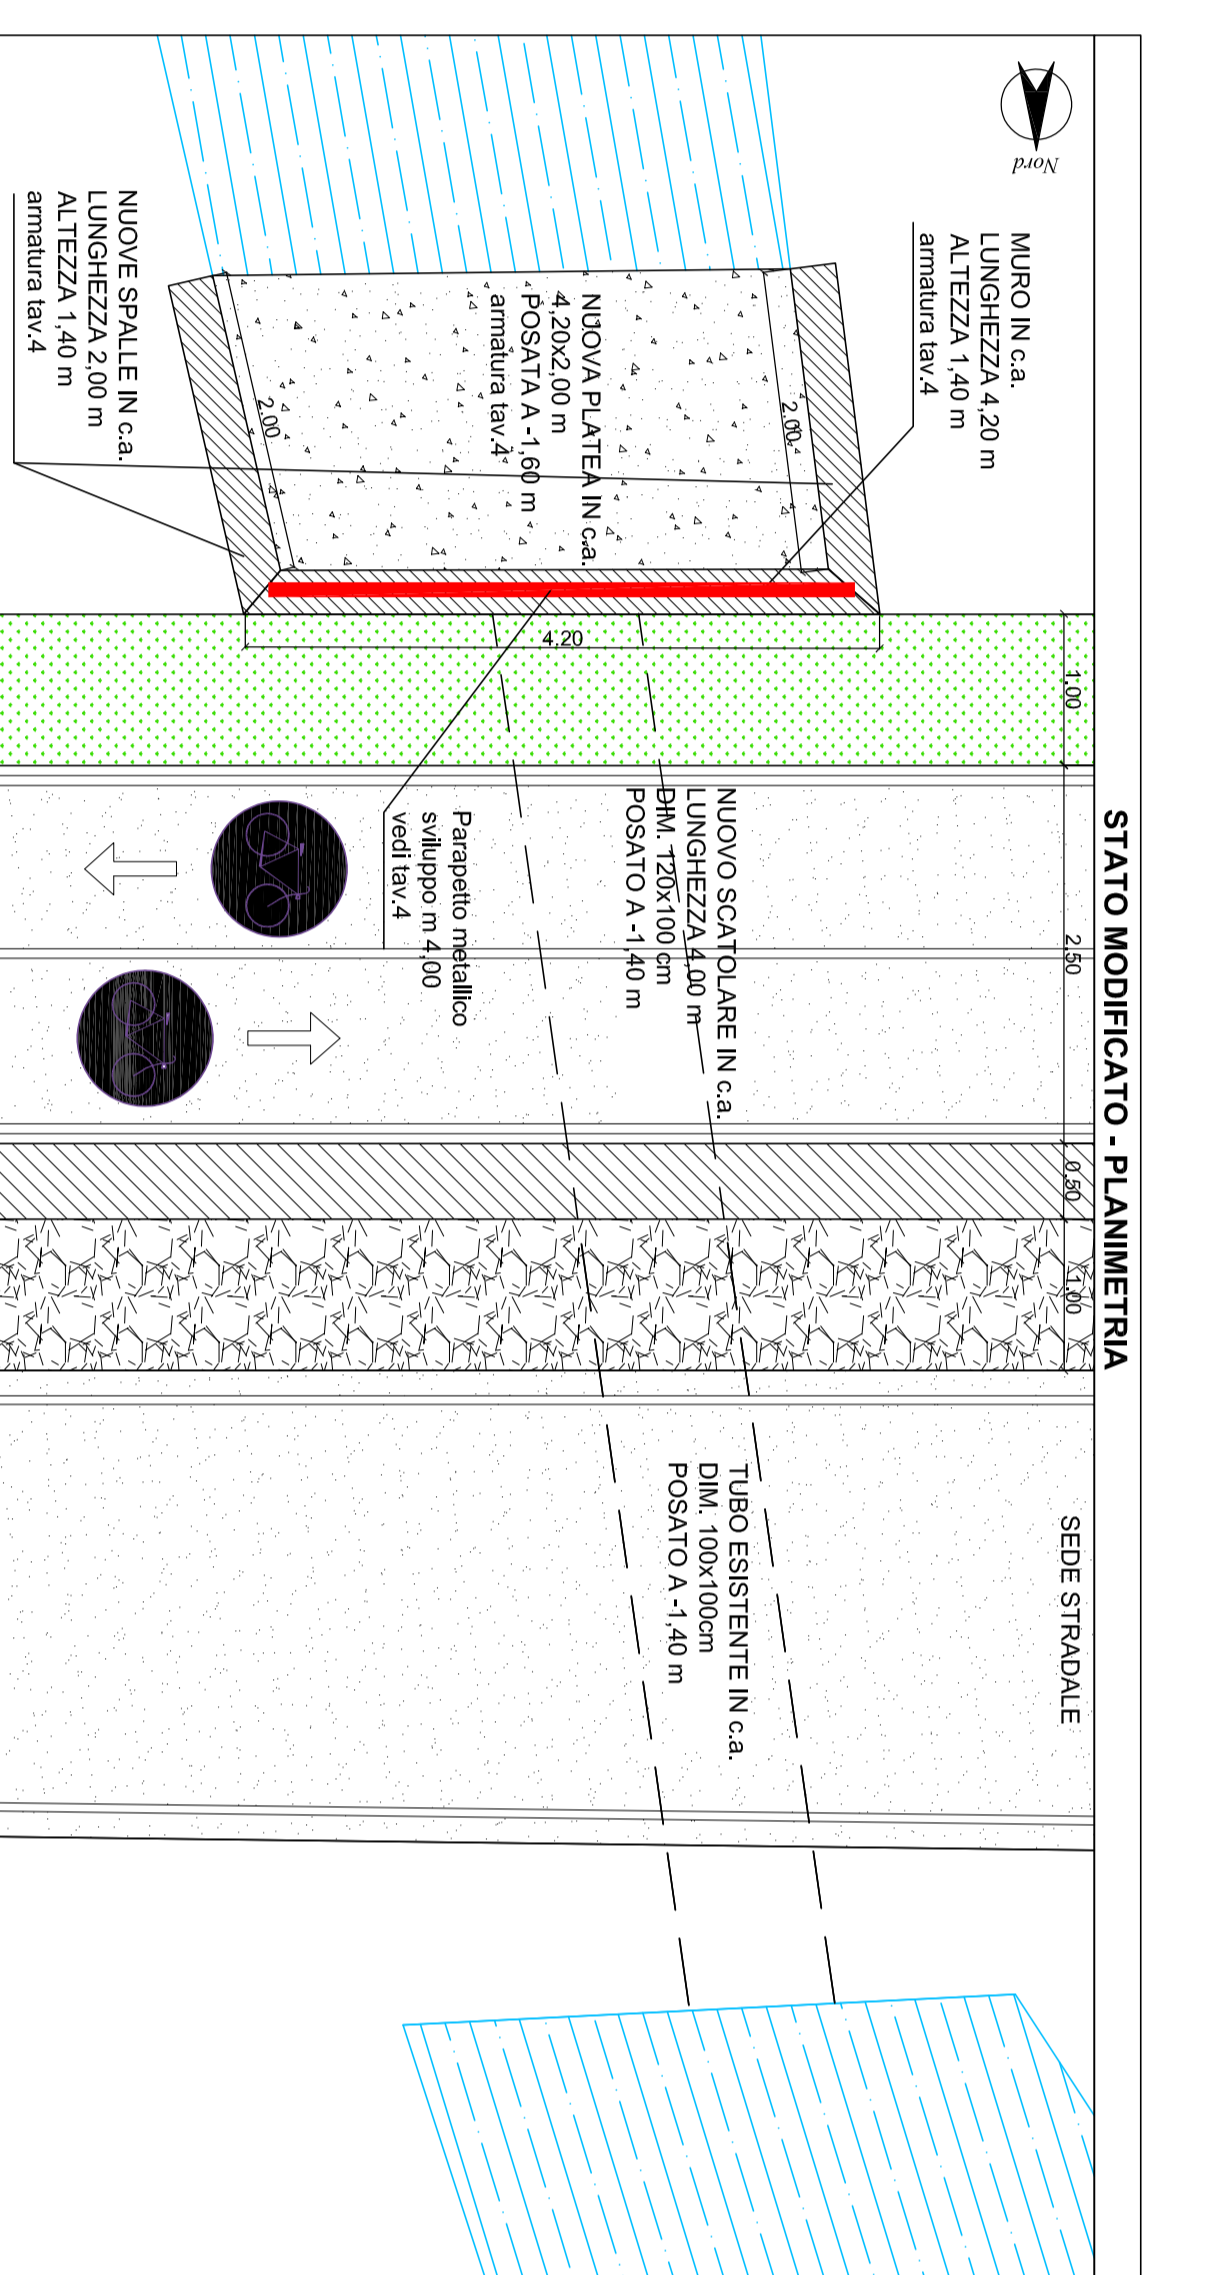 STATO MODIFICATO - PLANIMETRIA
Nord
MURO IN c.a.
LUNGHEZZA 4,20 m
ALTEZZA 1,40 m
armatura tav.4
NUOVE SPALLE IN c.a.
LUNGHEZZA 2,00 m
ALTEZZA 1,40 m
armatura tav.4
NUOVA PLATEA IN c.a.
4,20x2,00 m
POSATA A -1,60 m
armatura tav.4
2.00
2.00
4.20
1.00
2.50
0.50
1.00
NUOVO SCATOLARE IN c.a.
LUNGHEZZA 4,00 m
DIM. 120x100 cm
POSATO A -1,40 m
Parapetto metallico
sviluppo m 4,00
vedi tav.4
SEDE STRADALE
TUBO ESISTENTE IN c.a.
DIM. 100x100cm
POSATO A -1,40 m